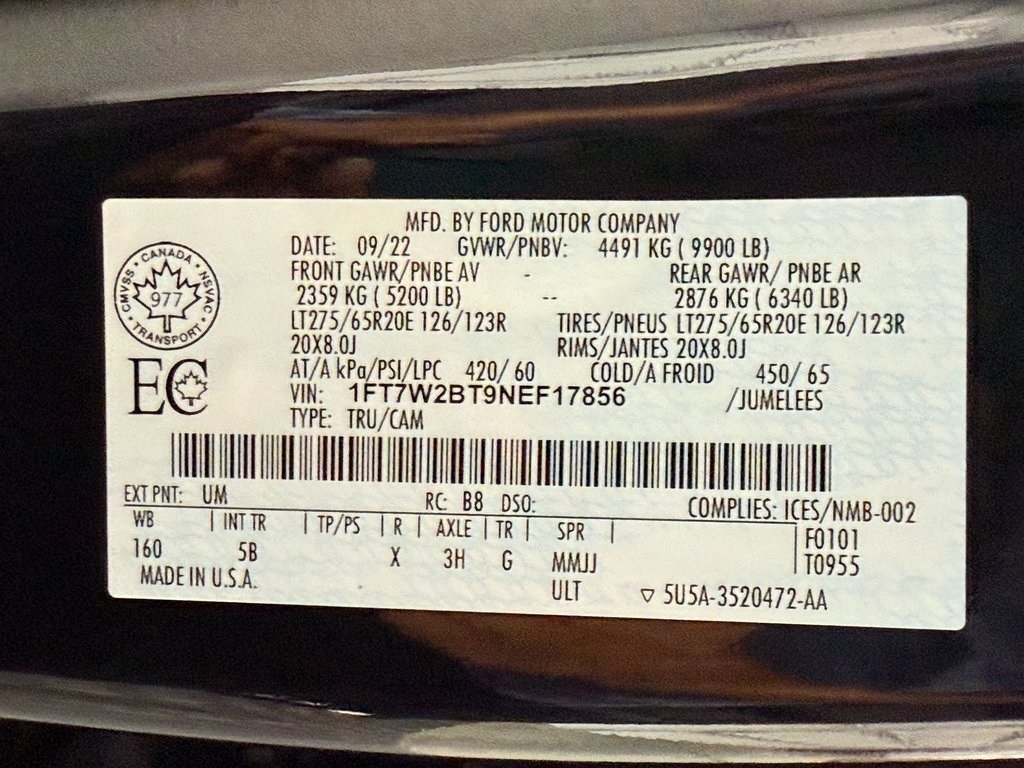 MFD. BY FORD MOTOR COMPANY
DATE: 09/22 GVWR/PNBV: 4491 KG ( 9900 LB)
FRONT GAWR/PNBE AV - REAR GAWR/ PNBE AR
2359 KG ( 5200 LB) -- 2876 KG ( 6340 LB)
LT275/65R20E 126/123R TIRES/PNEUS LT275/65R20E 126/123R
20X8.0J RIMS/JANTES 20X8.0J
AT/A kPa/PSI/LPC 420/ 60 COLD/A FROID 450/ 65
VIN: 1FT7W2BT9NEF17856 /JUMELEES
TYPE: TRU/CAM
CANADA • NSVAC • TRANSPORT • CMVSS •
977
EC
EXT PNT: UM RC: B8 DSO: COMPLIES: ICES/NMB-002
WB | INT TR | TP/PS | R | AXLE | TR | SPR | F0101
160 5B X 3H G MMJJ T0955
MADE IN U.S.A. ULT ▽ 5U5A-3520472-AA